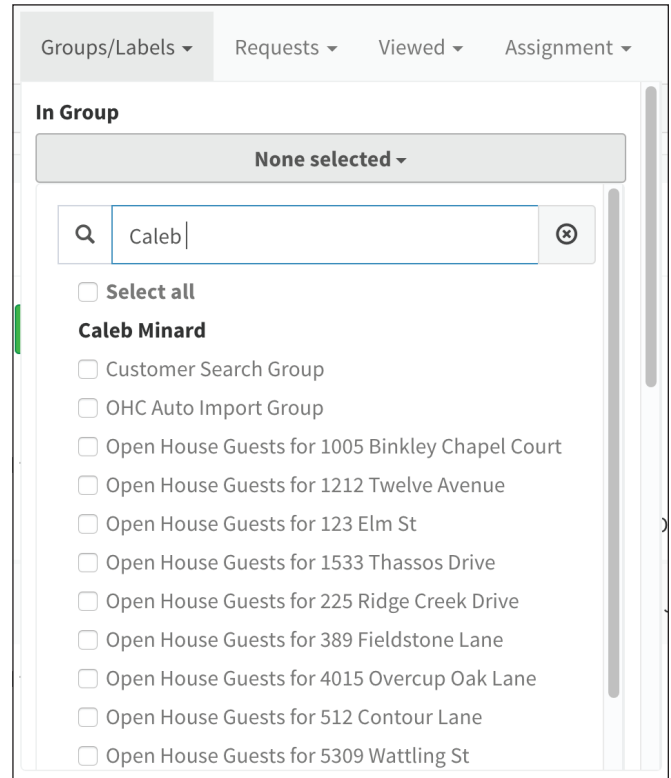 Groups/Labels Requests Viewed Assignment
In Group
None selected
Caleb
Select all
Caleb Minard
Customer Search Group
OHC Auto Import Group
Open House Guests for 1005 Binkley Chapel Court
Open House Guests for 1212 Twelve Avenue
Open House Guests for 123 Elm St
Open House Guests for 1533 Thassos Drive
Open House Guests for 225 Ridge Creek Drive
Open House Guests for 389 Fieldstone Lane
Open House Guests for 4015 Overcup Oak Lane
Open House Guests for 512 Contour Lane
Open House Guests for 5309 Wattling St